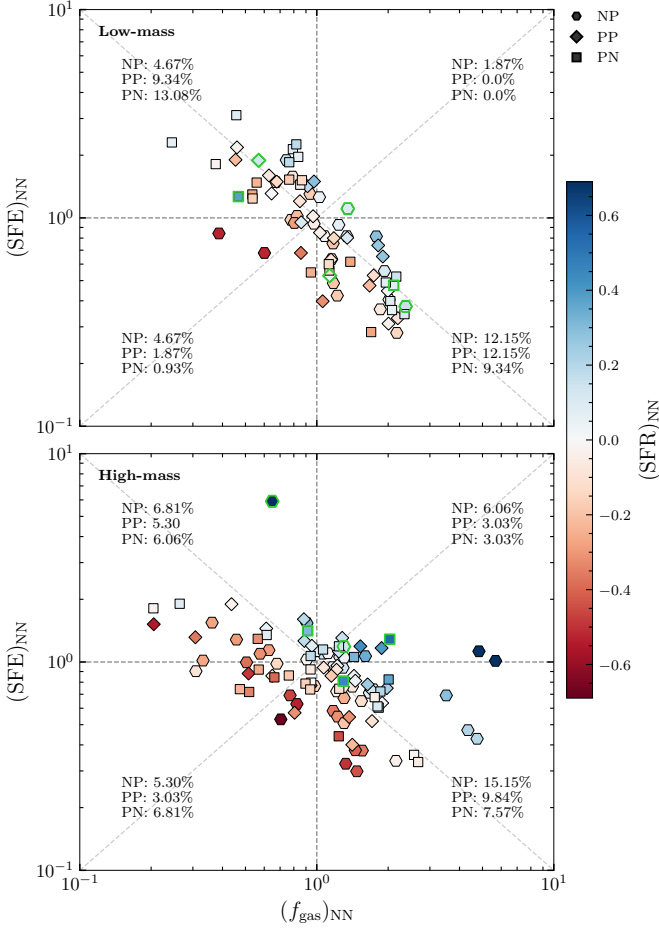 NP
PP
PN
Low-mass
NP: 4.67%
PP: 9.34%
PN: 13.08%
NP: 1.87%
PP: 0.0%
PN: 0.0%
NP: 4.67%
PP: 1.87%
PN: 0.93%
NP: 12.15%
PP: 12.15%
PN: 9.34%
10^1
10^0
10^-1
(SFE)_NN
High-mass
NP: 6.81%
PP: 5.30
PN: 6.06%
NP: 6.06%
PP: 3.03%
PN: 3.03%
NP: 5.30%
PP: 3.03%
PN: 6.81%
NP: 15.15%
PP: 9.84%
PN: 7.57%
10^1
10^0
10^-1
(SFE)_NN
10^-1
10^0
10^1
(f_gas)_NN
0.6
0.4
0.2
0.0
−0.2
−0.4
−0.6
(SFR)_NN